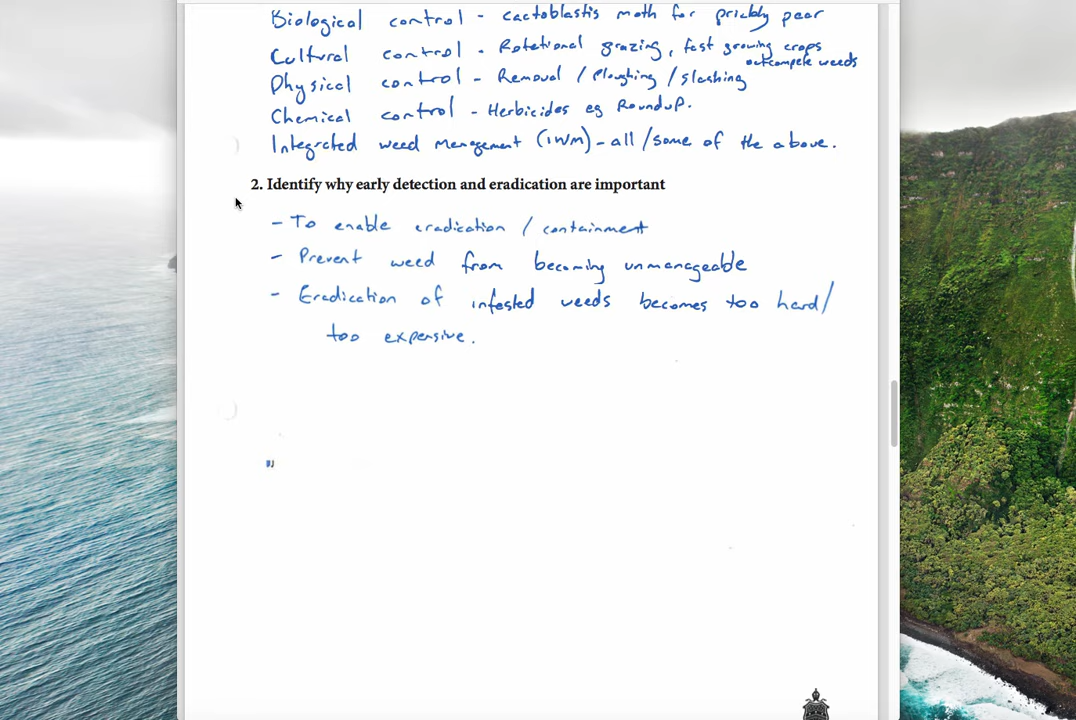 Biological control - cactoblastis moth for prickly pear
Cultural control - Rotational grazing, fast growing crops
outcompete weeds
Physical control - Removal / Ploughing / slashing
Chemical control - Herbicides eg Roundup.
Integrated weed Management (IWM) - all / some of the above.
2. Identify why early detection and eradication are important
- To enable eradication / containment
- Prevent weed from becoming unmanageable
- Eradication of infested weeds becomes too hard/
too expensive.